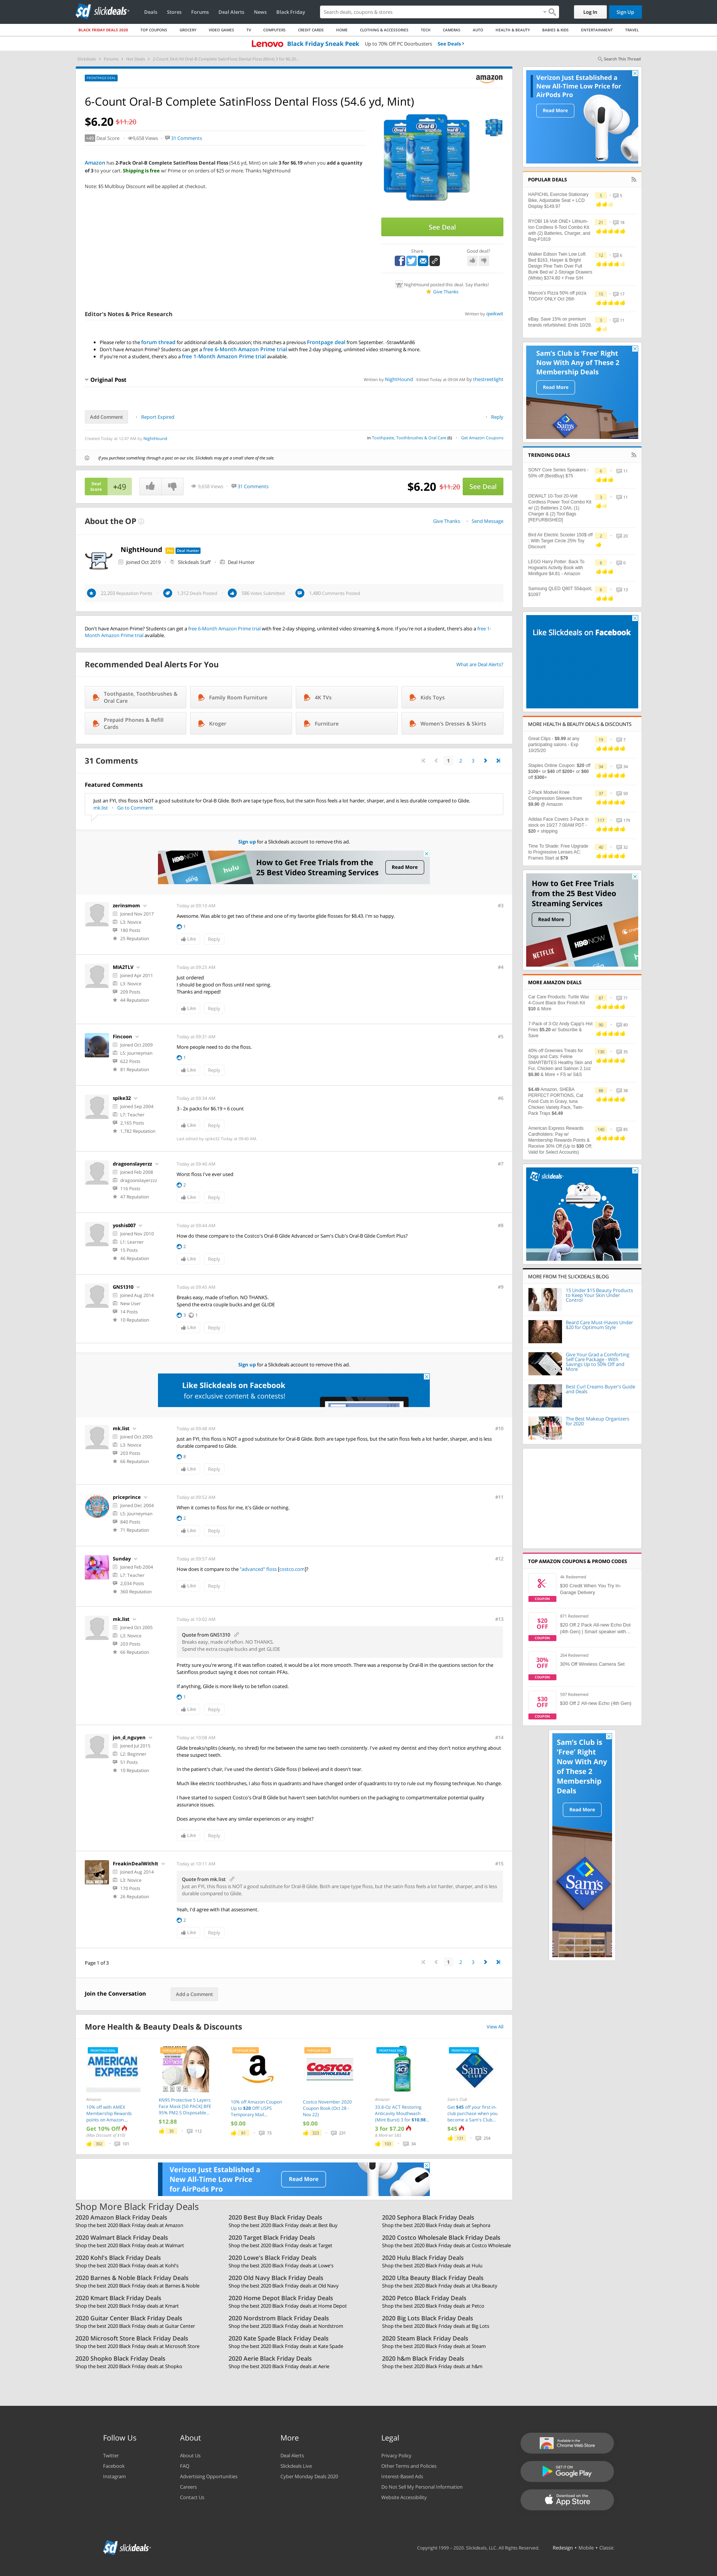 slickdeals
Deals
Stores
Forums
Deal Alerts
News
Black Friday
Search deals, coupons & stores
Log In
Sign Up
BLACK FRIDAY DEALS 2020
TOP COUPONS
GROCERY
VIDEO GAMES
TV
COMPUTERS
CREDIT CARDS
HOME
CLOTHING & ACCESSORIES
TECH
CAMERAS
AUTO
HEALTH & BEAUTY
BABIES & KIDS
ENTERTAINMENT
TRAVEL
Lenovo Black Friday Sneak Peek Up to 70% Off PC Doorbusters See Deals >
Search This Thread
FRONTPAGE DEAL
amazon
6-Count Oral-B Complete SatinFloss Dental Floss (54.6 yd, Mint)
$6.20 $11.20
+49 Deal Score
9,658 Views
31 Comments
Amazon has 2-Pack Oral-B Complete SatinFloss Dental Floss (54.6 yd, Mint) on sale 3 for $6.19 when you add a quantity of 3 to your cart. Shipping is free w/ Prime or on orders of $25 or more. Thanks NightHound
Note: $5 Multibuy Discount will be applied at checkout.
See Deal
Share
Good deal?
NightHound posted this deal. Say thanks!
Give Thanks
Editor's Notes & Price Research
Written by qwikwit
Please refer to the forum thread for additional details & discussion; this matches a previous Frontpage deal from September. -StrawMan86
Don't have Amazon Prime? Students can get a free 6-Month Amazon Prime trial with free 2-day shipping, unlimited video streaming & more.
If you're not a student, there's also a free 1-Month Amazon Prime trial available.
Original Post
Written by NightHound Edited Today at 09:04 AM by thestreetlight
Add Comment
Report Expired
Reply
Created Today at 12:37 AM by NightHound
in Toothpaste, Toothbrushes & Oral Care (6)
Get Amazon Coupons
If you purchase something through a post on our site, Slickdeals may get a small share of the sale.
Deal Score
+49
9,658 Views
31 Comments
$6.20 $11.20
See Deal
About the OP
Give Thanks
Send Message
NightHound
Deal Hunter
Joined Oct 2019
Slickdeals Staff
Deal Hunter
22,203 Reputation Points
1,312 Deals Posted
586 Votes Submitted
1,480 Comments Posted
Don't have Amazon Prime? Students can get a free 6-Month Amazon Prime trial with free 2-day shipping, unlimited video streaming & more. If you're not a student, there's also a free 1-Month Amazon Prime trial available.
Recommended Deal Alerts For You
What are Deal Alerts?
Toothpaste, Toothbrushes & Oral Care
Family Room Furniture
4K TVs
Kids Toys
Prepaid Phones & Refill Cards
Kroger
Furniture
Women's Dresses & Skirts
31 Comments
1 2 3
Featured Comments
Just an FYI, this floss is NOT a good substitute for Oral-B Glide. Both are tape type floss, but the satin floss feels a lot harder, sharper, and is less durable compared to Glide.
mk.list
Go to Comment
Sign up for a Slickdeals account to remove this ad.
HBONOW
hulu
How to Get Free Trials from the 25 Best Video Streaming Services
Read More
zerinsmom
Joined Nov 2017
L3: Novice
180 Posts
25 Reputation
Today at 09:10 AM
#3
Awesome. Was able to get two of these and one of my favorite glide flosses for $8.43. I'm so happy.
1
Like
Reply
MIA2TLV
Joined Apr 2011
L3: Novice
209 Posts
44 Reputation
Today at 09:25 AM
#4
Just ordered
I should be good on floss until next spring.
Thanks and repped!
Like
Reply
Fincoon
Joined Oct 2009
L5: Journeyman
622 Posts
81 Reputation
Today at 09:31 AM
#5
More people need to do the floss.
1
Like
Reply
spike32
Joined Sep 2004
L7: Teacher
2,165 Posts
1,782 Reputation
Today at 09:34 AM
#6
3 - 2x packs for $6.19 = 6 count
Like
Reply
Last edited by spike32 Today at 09:40 AM.
dragoonslayerzz
Joined Feb 2008
dragoonslayerzzz
116 Posts
47 Reputation
Today at 09:40 AM
#7
Worst floss I've ever used
2
Like
Reply
yoshis007
Joined Nov 2010
L1: Learner
15 Posts
46 Reputation
Today at 09:44 AM
#8
How do these compare to the Costco's Oral-B Glide Advanced or Sam's Club's Oral-B Glide Comfort Plus?
2
Like
Reply
GNS1310
Joined Aug 2014
New User
14 Posts
10 Reputation
Today at 09:45 AM
#9
Breaks easy, made of teflon. NO THANKS.
Spend the extra couple bucks and get GLIDE
3 1
Like
Reply
Sign up for a Slickdeals account to remove this ad.
Like Slickdeals on Facebook
for exclusive content & contests!
mk.list
Joined Oct 2005
L3: Novice
203 Posts
66 Reputation
Today at 09:48 AM
#10
Just an FYI, this floss is NOT a good substitute for Oral-B Glide. Both are tape type floss, but the satin floss feels a lot harder, sharper, and is less durable compared to Glide.
8
Like
Reply
priceprince
Joined Dec 2004
L5: Journeyman
840 Posts
71 Reputation
Today at 09:52 AM
#11
When it comes to floss for me, it's Glide or nothing.
2
Like
Reply
Sunday
Joined Feb 2004
L7: Teacher
2,034 Posts
360 Reputation
Today at 09:57 AM
#12
How does it compare to the "advanced" floss [costco.com]?
Like
Reply
mk.list
Joined Oct 2005
L3: Novice
203 Posts
66 Reputation
Today at 10:02 AM
#13
Quote from GNS1310
Breaks easy, made of teflon. NO THANKS.
Spend the extra couple bucks and get GLIDE
Pretty sure you're wrong. If it was teflon coated, it would be a lot more smooth. There was a response by Oral-B in the questions section for the Satinfloss product saying it does not contain PFAs.
If anything, Glide is more likely to be teflon coated.
1
Like
Reply
jon_d_nguyen
Joined Jul 2015
L2: Beginner
51 Posts
10 Reputation
Today at 10:08 AM
#14
Glide breaks/splits (cleanly, no shred) for me between the same two teeth consistently. I've asked my dentist and they don't notice anything about these suspect teeth.
In the patient's chair, I've used the dentist's Glide floss (I believe) and it doesn't tear.
Much like electric toothbrushes, I also floss in quadrants and have changed order of quadrants to try to rule out my flossing technique. No change.
I have started to suspect Costco's Oral B Glide but haven't seen batch/lot numbers on the packaging to compartmentalize potential quality assurance issues.
Does anyone else have any similar experiences or any insight?
Like
Reply
FreakinDealWithIt
Joined Aug 2014
L3: Novice
170 Posts
26 Reputation
Today at 10:11 AM
#15
Quote from mk.list
Just an FYI, this floss is NOT a good substitute for Oral-B Glide. Both are tape type floss, but the satin floss feels a lot harder, sharper, and is less durable compared to Glide.
Yeah, I'd agree with that assessment.
2
Like
Reply
Page 1 of 3
1 2 3
Join the Conversation
Add a Comment
More Health & Beauty Deals & Discounts
View All
AMERICAN EXPRESS
Amazon
10% off with AMEX Membership Rewards points on Amazon...
Get 10% Off
KN95 Protective 5 Layers Face Mask [50 PACK] BFE 95% PM2.5 Disposable...
$12.88
10% off Amazon Coupon Up to $20 Off! USPS Temporary Mail...
$0.00
COSTCO WHOLESALE
Costco November 2020 Coupon Book (Oct 28 - Nov 22)
$0.00
Amazon
33.8-Oz ACT Restoring Anticavity Mouthwash (Mint Burst) 3 for $10.98...
3 for $7.20
Sam's Club
Get $45 off your first in-club purchase when you become a Sam's Club...
$45
Verizon Just Established a New All-Time Low Price for AirPods Pro
Read More
Shop More Black Friday Deals
2020 Amazon Black Friday Deals
Shop the best 2020 Black Friday deals at Amazon
2020 Best Buy Black Friday Deals
Shop the best 2020 Black Friday deals at Best Buy
2020 Sephora Black Friday Deals
Shop the best 2020 Black Friday deals at Sephora
2020 Walmart Black Friday Deals
Shop the best 2020 Black Friday deals at Walmart
2020 Target Black Friday Deals
Shop the best 2020 Black Friday deals at Target
2020 Costco Wholesale Black Friday Deals
Shop the best 2020 Black Friday deals at Costco Wholesale
2020 Kohl's Black Friday Deals
Shop the best 2020 Black Friday deals at Kohl's
2020 Lowe's Black Friday Deals
Shop the best 2020 Black Friday deals at Lowe's
2020 Hulu Black Friday Deals
Shop the best 2020 Black Friday deals at Hulu
2020 Barnes & Noble Black Friday Deals
Shop the best 2020 Black Friday deals at Barnes & Noble
2020 Old Navy Black Friday Deals
Shop the best 2020 Black Friday deals at Old Navy
2020 Ulta Beauty Black Friday Deals
Shop the best 2020 Black Friday deals at Ulta Beauty
2020 Kmart Black Friday Deals
Shop the best 2020 Black Friday deals at Kmart
2020 Home Depot Black Friday Deals
Shop the best 2020 Black Friday deals at Home Depot
2020 Petco Black Friday Deals
Shop the best 2020 Black Friday deals at Petco
2020 Guitar Center Black Friday Deals
Shop the best 2020 Black Friday deals at Guitar Center
2020 Nordstrom Black Friday Deals
Shop the best 2020 Black Friday deals at Nordstrom
2020 Big Lots Black Friday Deals
Shop the best 2020 Black Friday deals at Big Lots
2020 Microsoft Store Black Friday Deals
Shop the best 2020 Black Friday deals at Microsoft Store
2020 Kate Spade Black Friday Deals
Shop the best 2020 Black Friday deals at Kate Spade
2020 Steam Black Friday Deals
Shop the best 2020 Black Friday deals at Steam
2020 Shopko Black Friday Deals
Shop the best 2020 Black Friday deals at Shopko
2020 Aerie Black Friday Deals
Shop the best 2020 Black Friday deals at Aerie
2020 h&m Black Friday Deals
Shop the best 2020 Black Friday deals at h&m
Verizon Just Established a New All-Time Low Price for AirPods Pro
Read More
POPULAR DEALS
HAPICHIL Exercise Stationary Bike, Adjustable Seat + LCD Display $149.87
RYOBI 18-Volt ONE+ Lithium-Ion Cordless 6-Tool Combo Kit with (2) Batteries, Charger, and Bag-P1819
Walker Edison Twin Low Loft Bed $163, Harper & Bright Design Pine Twin Over Full Bunk Bed w/ 2-Storage Drawers (White) $374.80 + Free S/H
Marcos's Pizza 50% off pizza TODAY ONLY Oct 26th
eBay. Save 15% on premium brands refurbished. Ends 10/28.
Sam's Club is 'Free' Right Now With Any of These 2 Membership Deals
Read More
TRENDING DEALS
SONY Core Series Speakers - 50% off (BestBuy) $75
DEWALT 10-Tool 20-Volt Cordless Power Tool Combo Kit w/ (2) Batteries 2.0Ah, (1) Charger & (2) Tool Bags [REFURBISHED]
Bird Air Electric Scooter 150$ off - With Target Circle 25% Toy Discount
LEGO Harry Potter: Back To Hogwarts Activity Book with Minifigure $4.61 - Amazon
Samsung QLED Q90T 55&quot; $1097
Like Slickdeals on Facebook
MORE HEALTH & BEAUTY DEALS & DISCOUNTS
Great Clips - $9.99 at any participating salons - Exp 10/25/20
Staples Online Coupon: $20 off $100+ or $40 off $200+ or $60 off $300+
2-Pack Modvel Knee Compression Sleeves from $9.90 @ Amazon
Adidas Face Covers 3-Pack in stock on 10/27 7:00AM PDT - $20 + shipping
Time To Shade: Free Upgrade to Progressive Lenses AC: Frames Start at $79
How to Get Free Trials from the 25 Best Video Streaming Services
Read More
NETFLIX
HBONOW
MORE AMAZON DEALS
Car Care Products: Turtle Wax 4-Count Black Box Finish Kit $10 & More
7-Pack of 3-Oz Andy Capp's Hot Fries $5.20 w/ Subscribe & Save
40% off Greenies Treats for Dogs and Cats: Feline SMARTBITES Healthy Skin and Fur, Chicken and Salmon 2.1oz $0.80 & More + FS w/ S&S
$4.49 Amazon, SHEBA PERFECT PORTIONS, Cat Food Cuts in Gravy, tuna Chicken Variety Pack, Twin-Pack Trays $4.49
American Express Rewards Cardholders: Pay w/ Membership Rewards Points & Receive 30% Off (Up to $30 Off; Valid for Select Accounts)
slickdeals
MORE FROM THE SLICKDEALS BLOG
15 Under $15 Beauty Products to Keep Your Skin Under Control
Beard Care Must-Haves Under $20 for Optimum Style
Give Your Grad a Comforting Self Care Package - With Savings Up to 50% Off and More
Best Curl Creams Buyer's Guide and Deals
The Best Makeup Organizers for 2020
TOP AMAZON COUPONS & PROMO CODES
4k Redeemed
$30 Credit When You Try In-Garage Delivery
COUPON
$20 OFF
871 Redeemed
$20 Off 2 Pack All-new Echo Dot (4th Gen) | Smart speaker with...
COUPON
30% OFF
264 Redeemed
30% Off Wireless Camera Set
COUPON
$30 OFF
597 Redeemed
$30 Off 2 All-new Echo (4th Gen)
COUPON
Sam's Club is 'Free' Right Now With Any of These 2 Membership Deals
Read More
Sam's CLUB
Follow Us
Twitter
Facebook
Instagram
About
About Us
FAQ
Advertising Opportunities
Careers
Contact Us
More
Deal Alerts
Slickdeals Live
Cyber Monday Deals 2020
Legal
Privacy Policy
Other Terms and Policies
Interest-Based Ads
Do Not Sell My Personal Information
Website Accessibility
Available in the Chrome Web Store
GET IT ON Google Play
Download on the App Store
slickdeals
Copyright 1999 - 2020. Slickdeals, LLC. All Rights Reserved.
Redesign • Mobile • Classic